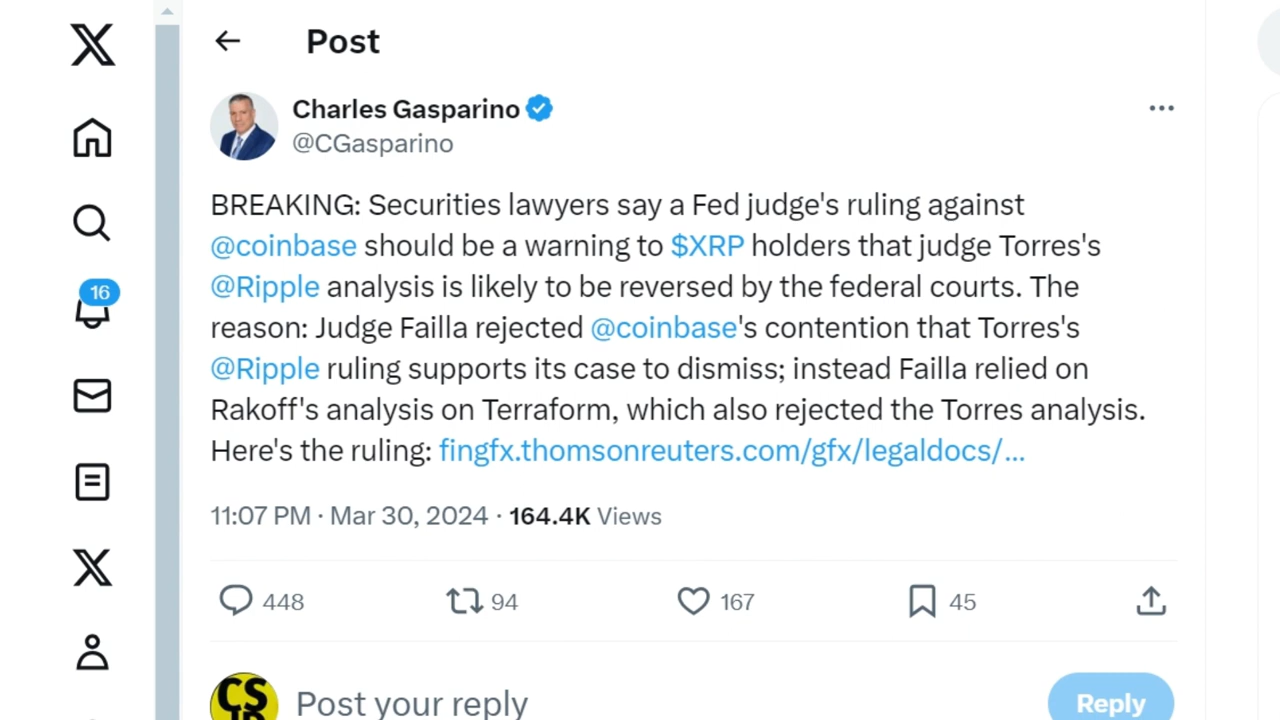 Post
Charles Gasparino
@CGasparino
BREAKING: Securities lawyers say a Fed judge's ruling against
@coinbase should be a warning to $XRP holders that judge Torres's
@Ripple analysis is likely to be reversed by the federal courts. The
reason: Judge Failla rejected @coinbase's contention that Torres's
@Ripple ruling supports its case to dismiss; instead Failla relied on
Rakoff's analysis on Terraform, which also rejected the Torres analysis.
Here's the ruling: fingfx.thomsonreuters.com/gfx/legaldocs/...
11:07 PM · Mar 30, 2024 · 164.4K Views
16
448 94 167 45
CS
Post your reply
Reply